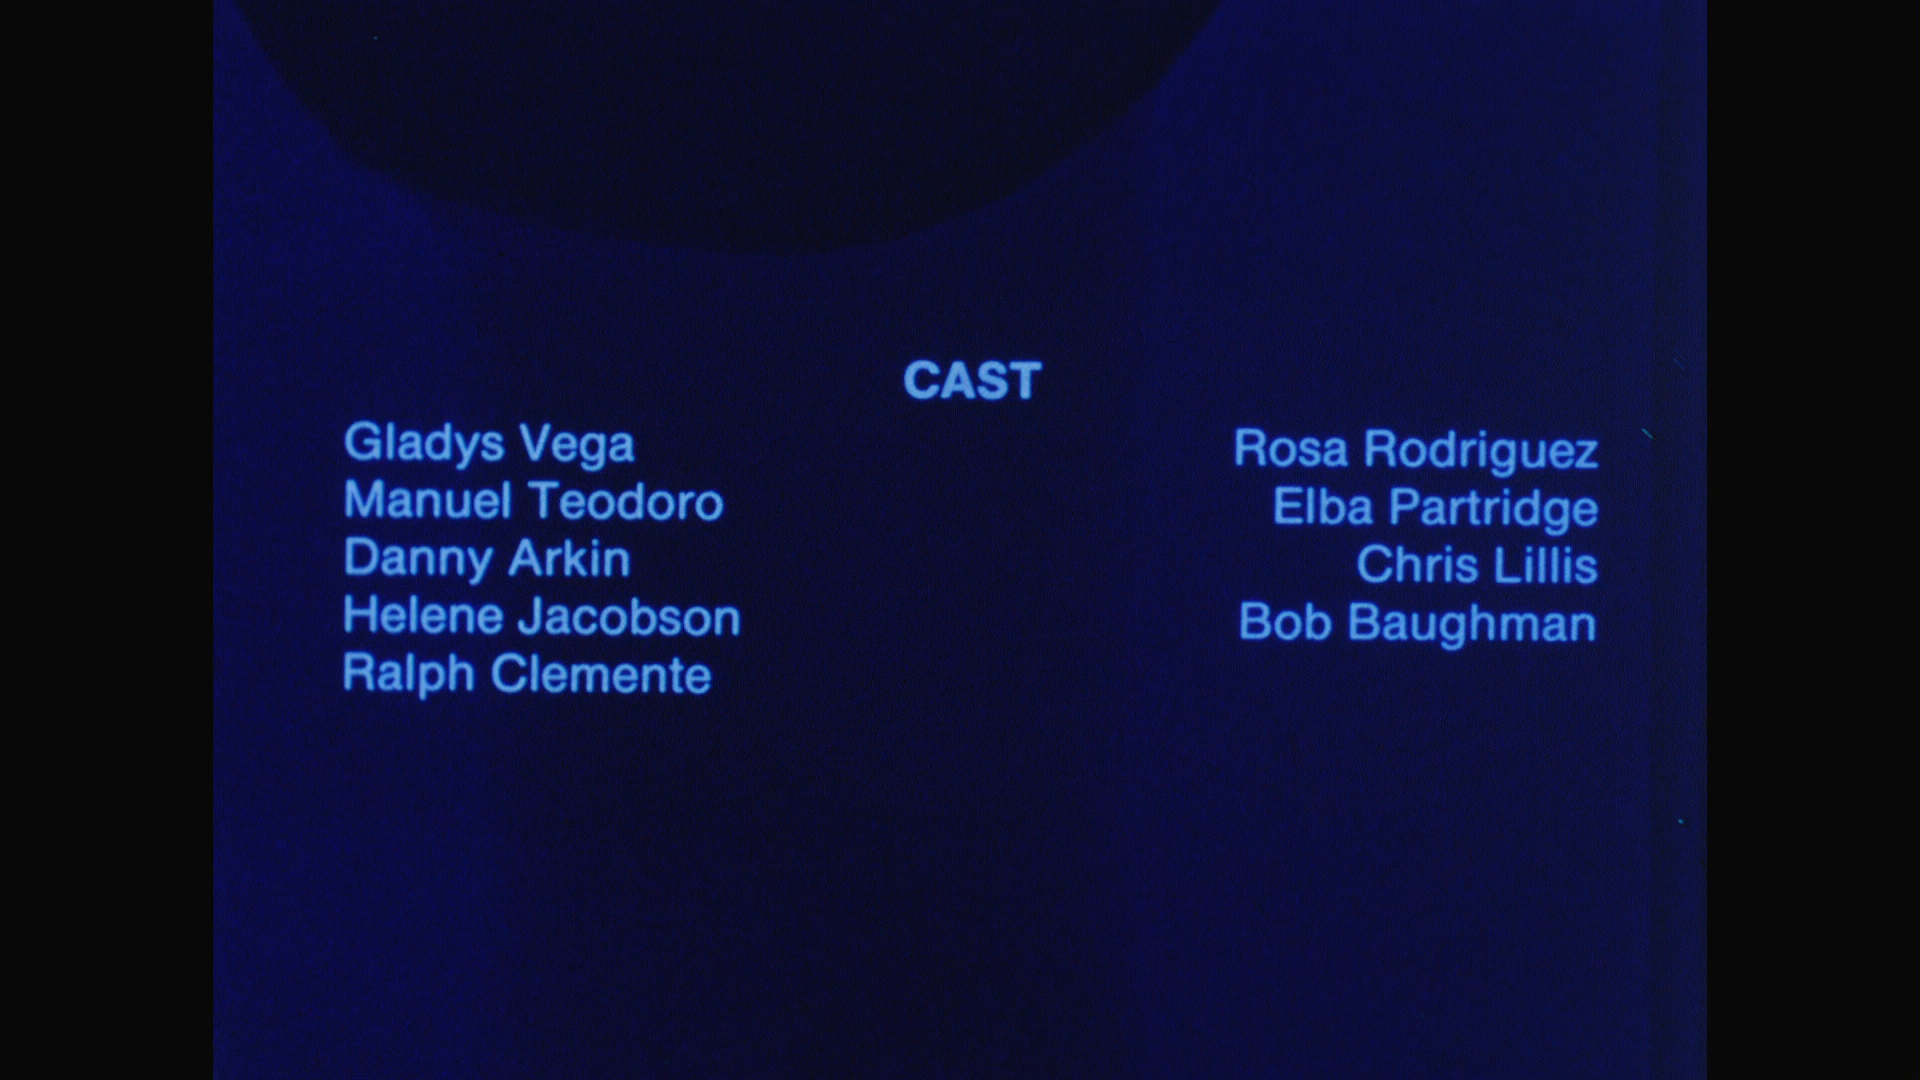 CAST
Gladys Vega
Manuel Teodoro
Danny Arkin
Helene Jacobson
Ralph Clemente
Rosa Rodriguez
Elba Partridge
Chris Lillis
Bob Baughman